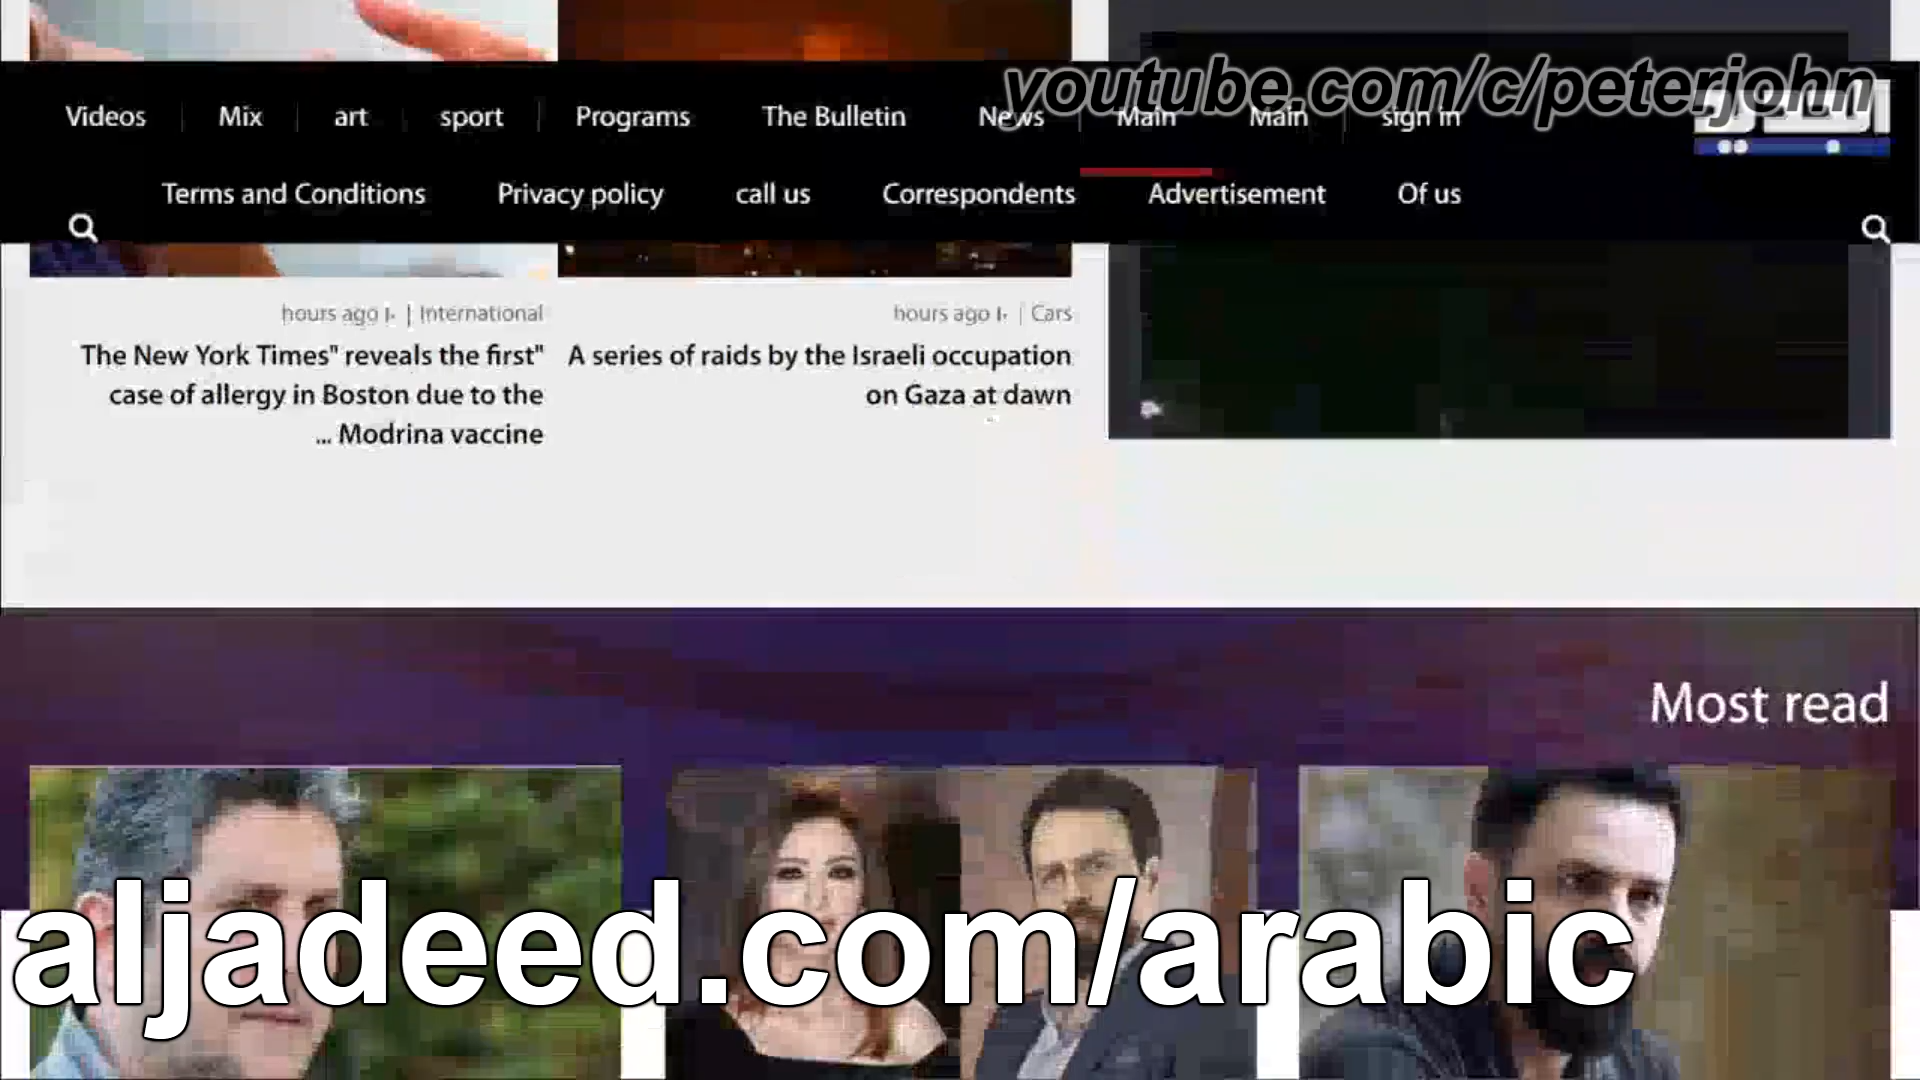 youtube.com/c/peterjohn
Videos Mix art sport Programs The Bulletin News Main Main sign in
Terms and Conditions Privacy policy call us Correspondents Advertisement Of us
hours ago ١٠ | International
The New York Times" reveals the first"
case of allergy in Boston due to the
... Modrina vaccine
hours ago ١٠ | Cars
A series of raids by the Israeli occupation
on Gaza at dawn
Most read
aljadeed.com/arabic